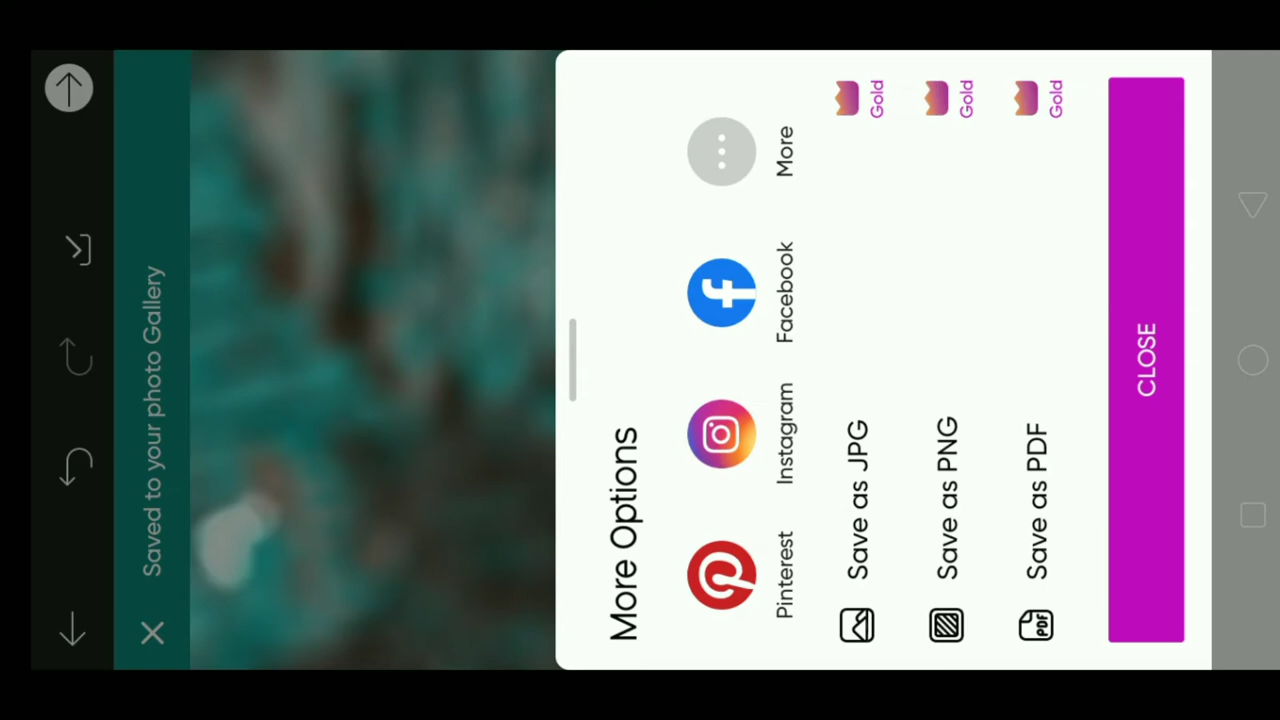 Saved to your photo Gallery
More Options
Pinterest
Instagram
Facebook
More
Save as JPG
Gold
Save as PNG
Gold
PDF
Save as PDF
Gold
CLOSE